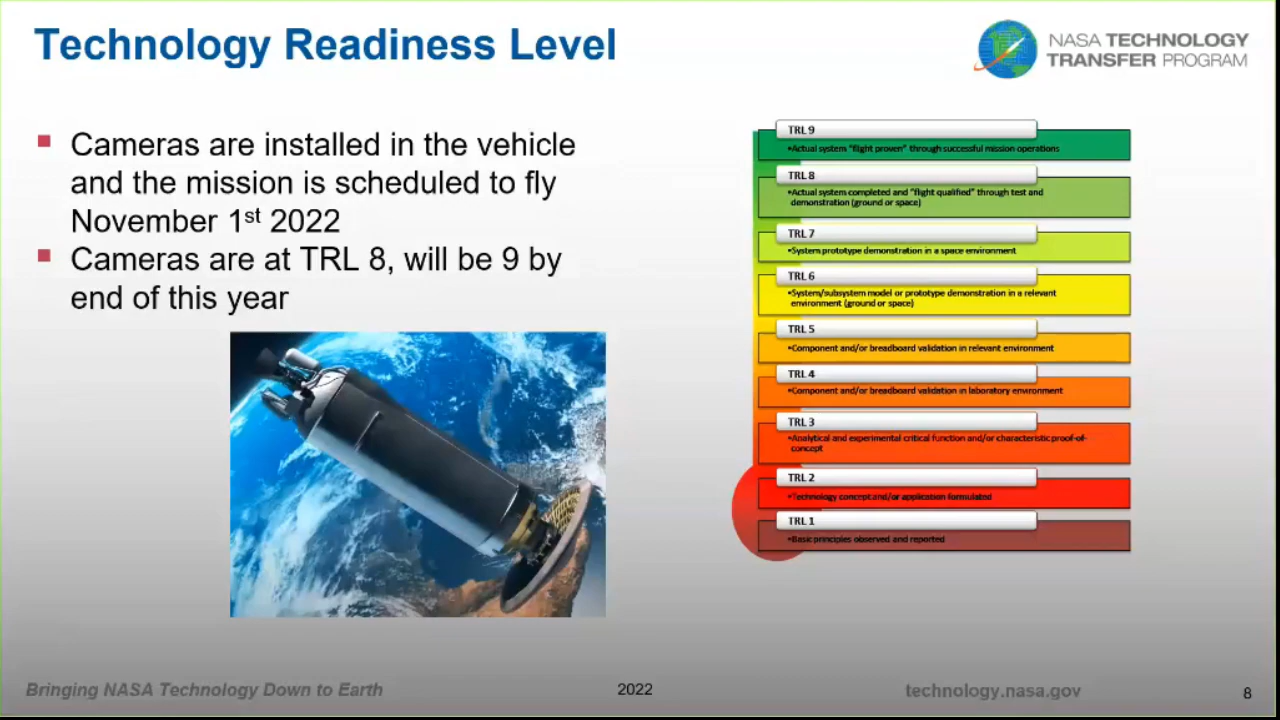 Technology Readiness Level
NASA TECHNOLOGY
TRANSFER PROGRAM
Cameras are installed in the vehicle
and the mission is scheduled to fly
November 1st 2022
Cameras are at TRL 8, will be 9 by
end of this year
TRL 9
•Actual system "flight proven" through successful mission operations
TRL 8
•Actual system completed and "flight qualified" through test and
demonstration (ground or space)
TRL 7
•System prototype demonstration in a space environment
TRL 6
•System/subsystem model or prototype demonstration in a relevant
environment (ground or space)
TRL 5
•Component and/or breadboard validation in relevant environment
TRL 4
•Component and/or breadboard validation in laboratory environment
TRL 3
•Analytical and experimental critical function and/or characteristic proof-of-
concept
TRL 2
•Technology concept and/or application formulated
TRL 1
•Basic principles observed and reported
Bringing NASA Technology Down to Earth
2022
technology.nasa.gov
8